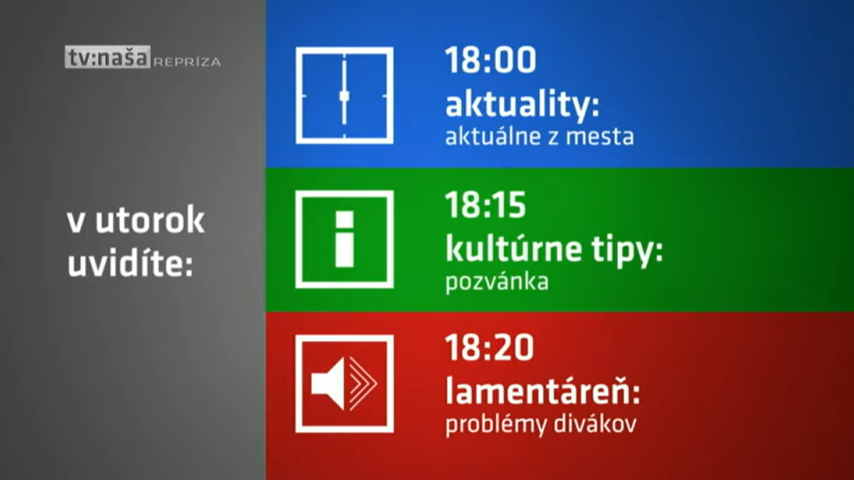 tv:naša REPRÍZA
v utorok
uvidíte:
18:00
aktuality:
aktuálne z mesta
18:15
kultúrne tipy:
pozvánka
18:20
lamentáreň:
problémy divákov